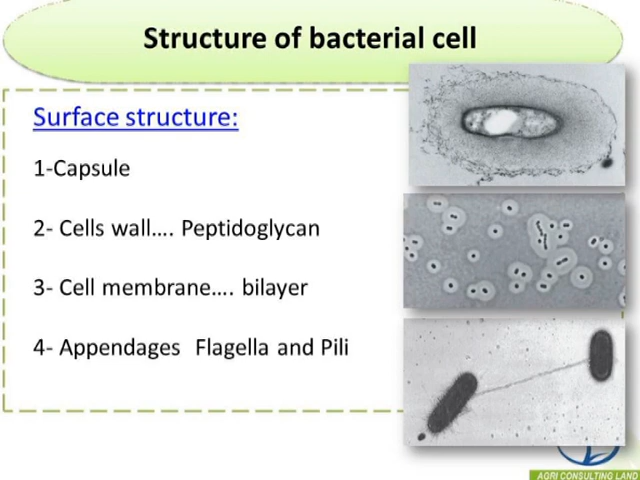 Structure of bacterial cell
Surface structure:
1-Capsule
2- Cells wall.... Peptidoglycan
3- Cell membrane.... bilayer
4- Appendages Flagella and Pili
AGRI CONSULTING LAND